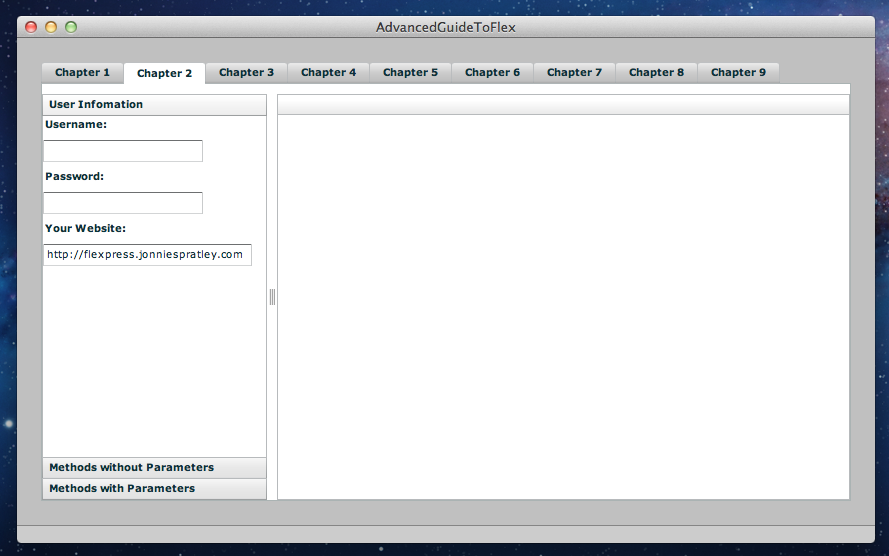 AdvancedGuideToFlex
Chapter 1 Chapter 2 Chapter 3 Chapter 4 Chapter 5 Chapter 6 Chapter 7 Chapter 8 Chapter 9
User Infomation
Username:
Password:
Your Website:
http://flexpress.jonniespratley.com
Methods without Parameters
Methods with Parameters